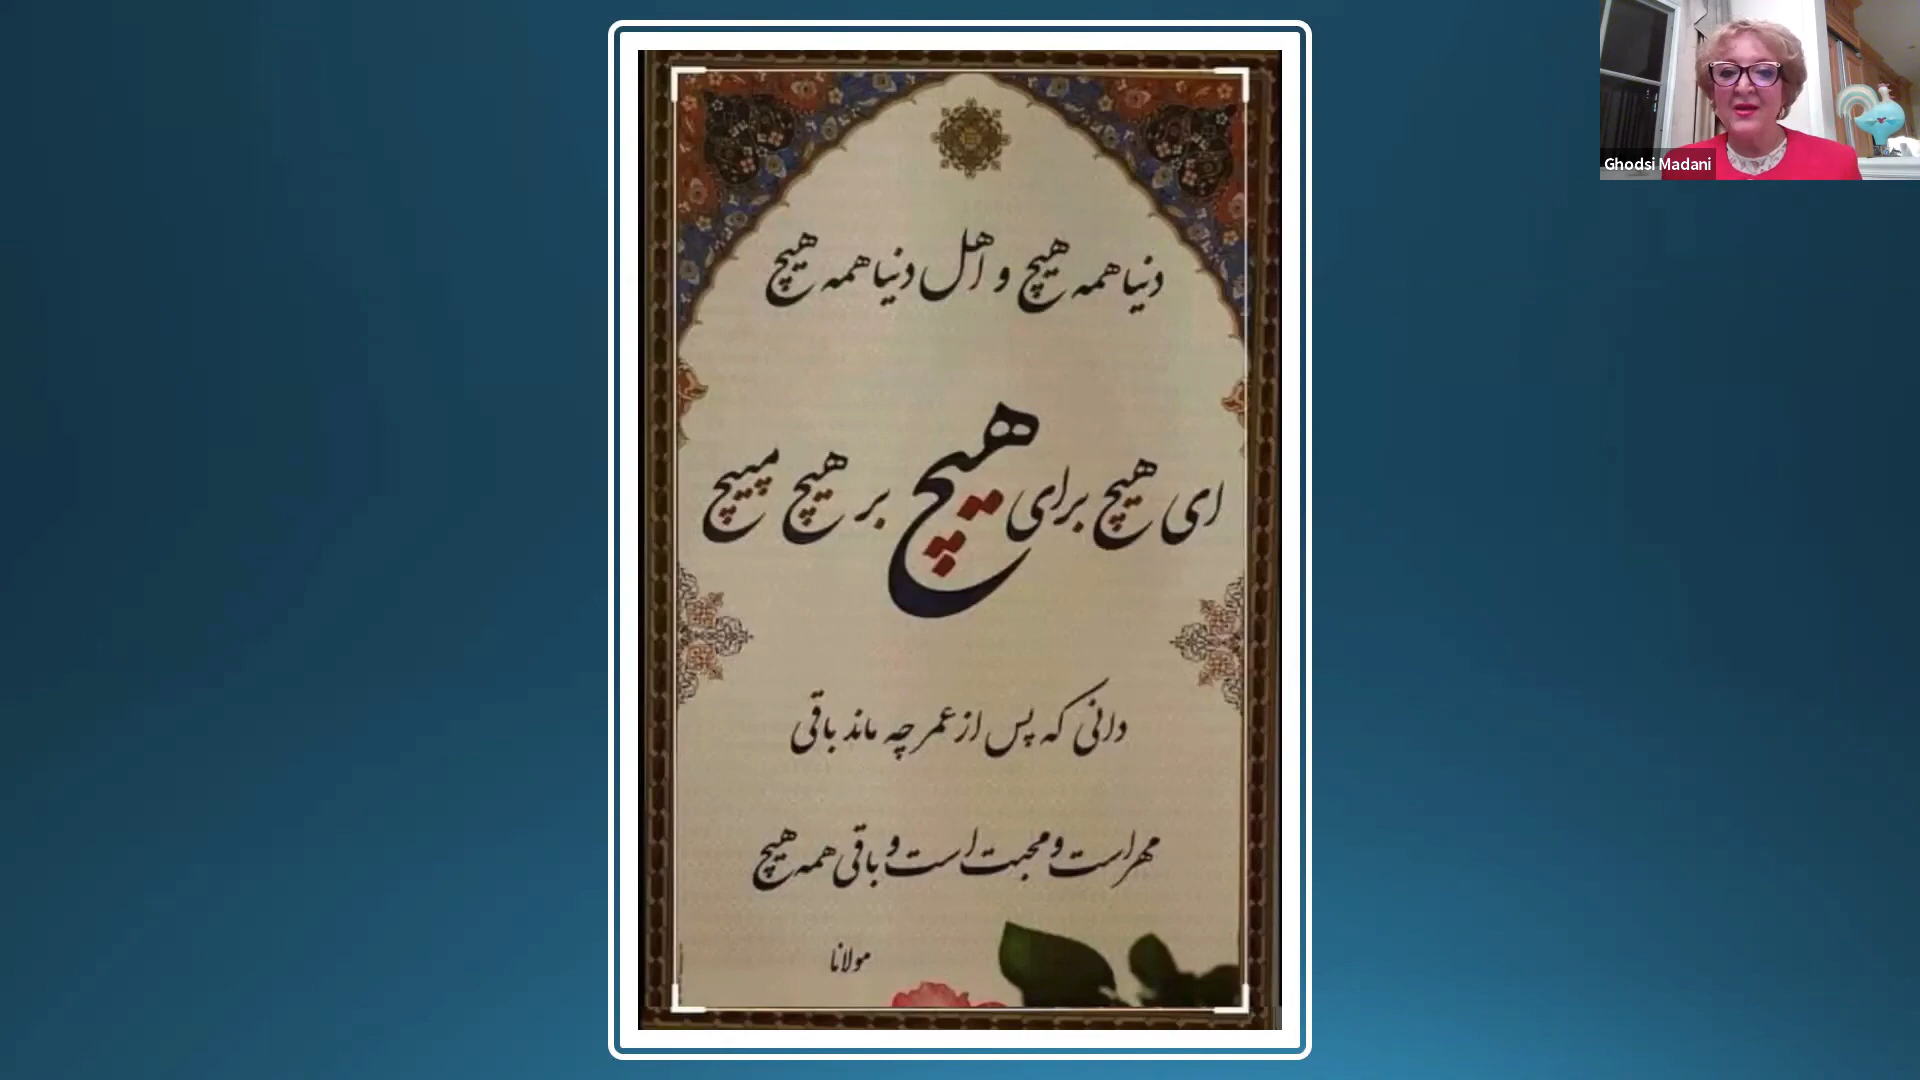 دنیا همه هیچ و اهل دنیا همه هیچ
ای هیچ برای هیچ بر هیچ مپیچ
دانی که پس از عمر چه ماند باقی
مهر است و محبت است و باقی همه هیچ
مولانا
Ghodsi Madani